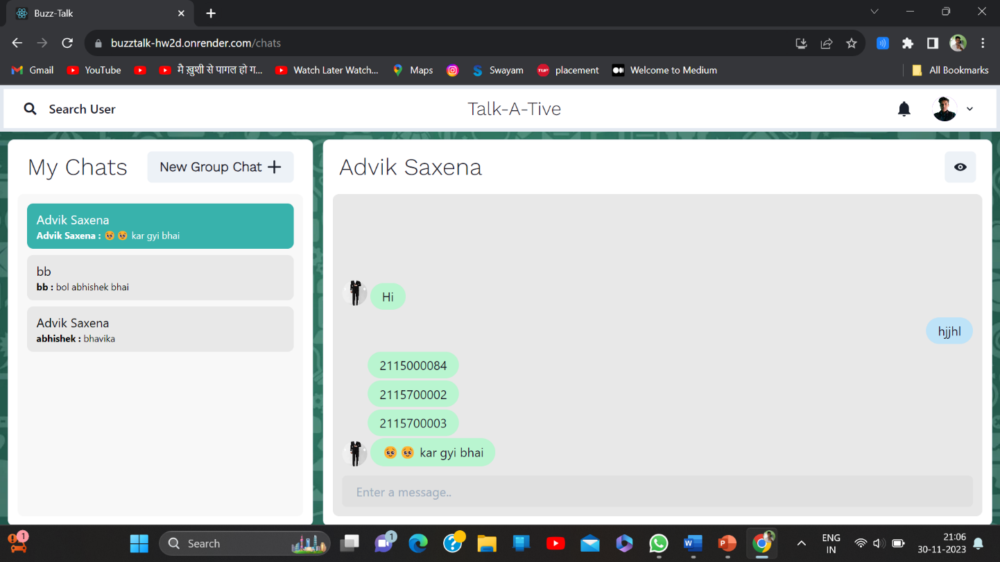 Buzz-Talk
buzztalk-hw2d.onrender.com/chats
Gmail YouTube मै ख़ुशी से पागल हो ग... Watch Later Watch... Maps Swayam TUF placement Welcome to Medium All Bookmarks
Search User Talk-A-Tive
My Chats New Group Chat
Advik Saxena
Advik Saxena : 🥺 🥺 kar gyi bhai
bb
bb : bol abhishek bhai
Advik Saxena
abhishek : bhavika
Advik Saxena
Hi
hjjhl
2115000084
2115700002
2115700003
🥺 🥺 kar gyi bhai
Enter a message..
1 Search 1 ENG IN 21:06 30-11-2023